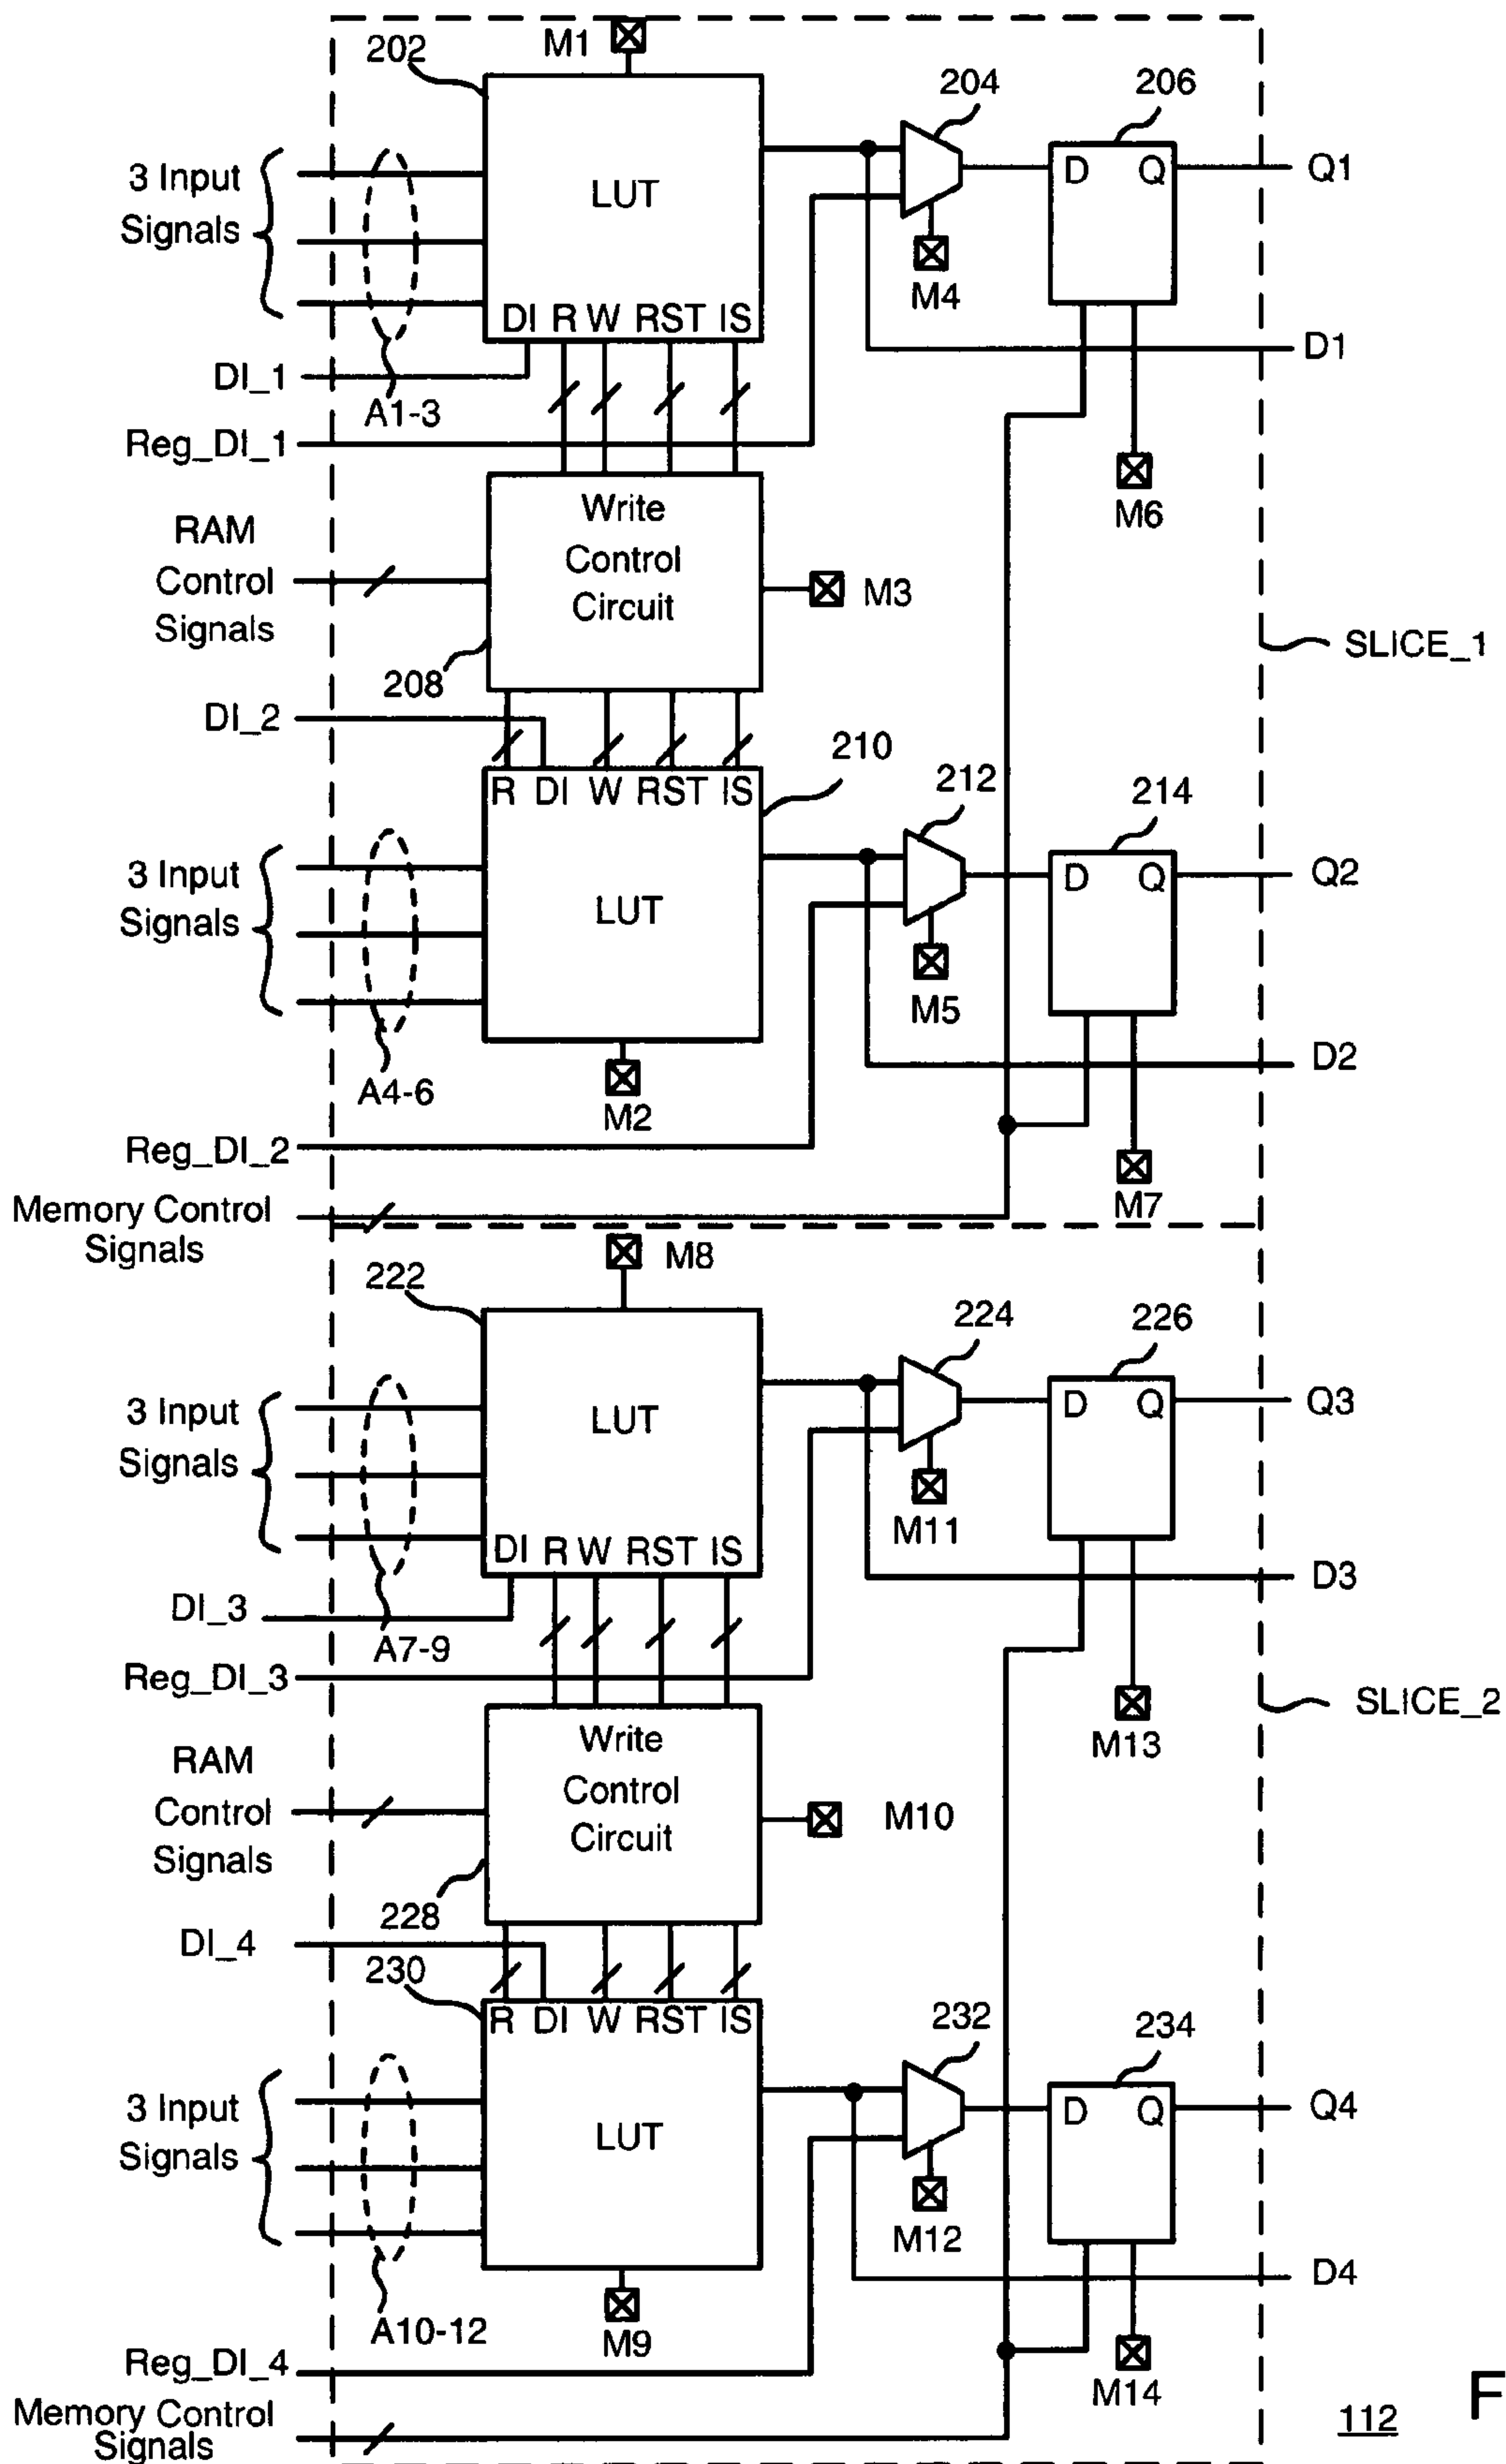 M1
202
204
206
3 Input
Signals
LUT
D Q
Q1
M4
DI R W RST IS
D1
DI_1
A1-3
Reg_DI_1
M6
Write
Control
Circuit
RAM
Control
Signals
M3
SLICE_1
208
DI_2
210
212
214
R DI W RST IS
3 Input
Signals
LUT
D Q
Q2
M5
D2
A4-6
M2
Reg_DI_2
M7
Memory Control
Signals
M8
222
224
226
3 Input
Signals
LUT
D Q
Q3
M11
DI R W RST IS
D3
DI_3
A7-9
Reg_DI_3
SLICE_2
M13
Write
Control
Circuit
RAM
Control
Signals
M10
228
DI_4
230
232
234
R DI W RST IS
3 Input
Signals
LUT
D Q
Q4
M12
D4
A10-12
M9
Reg_DI_4
M14
Memory Control
Signals
112
F